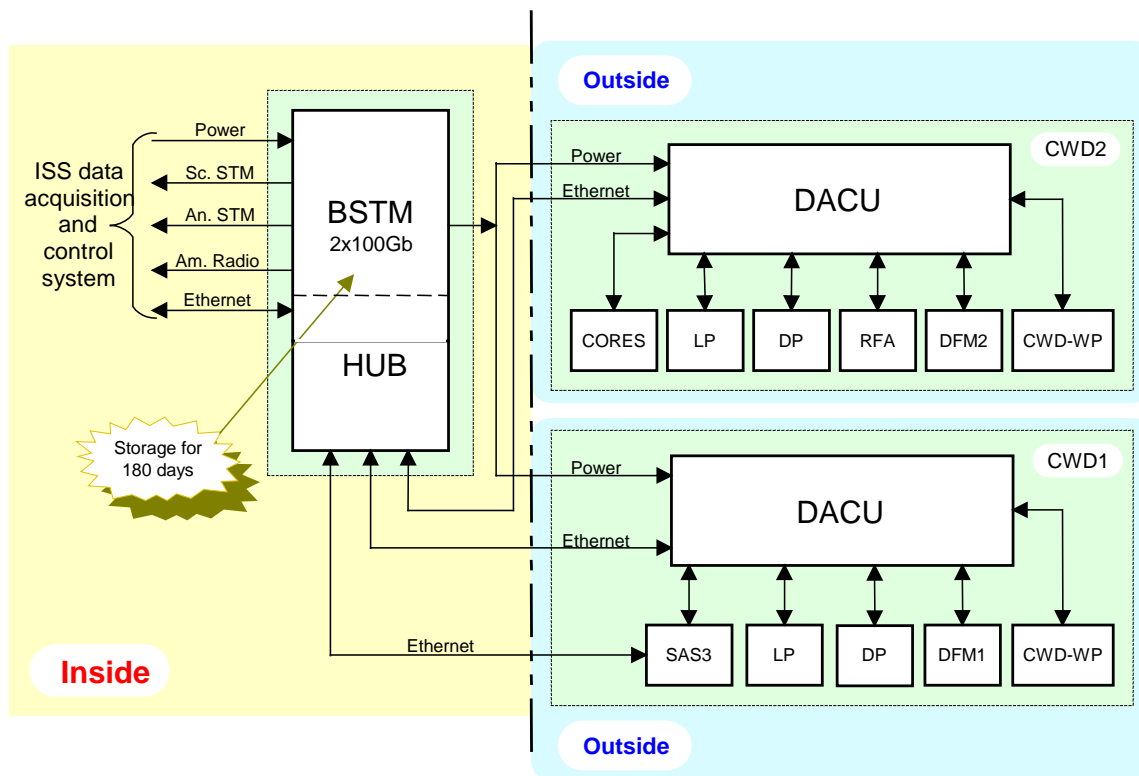 Outside
CWD2
Power
Ethernet
DACU
CORES
LP
DP
RFA
DFM2
CWD-WP
ISS data
acquisition
and
control
system
Power
Sc. STM
An. STM
Am. Radio
Ethernet
BSTM
2x100Gb
HUB
Storage for
180 days
CWD1
Power
Ethernet
DACU
Ethernet
SAS3
LP
DP
DFM1
CWD-WP
Inside
Outside